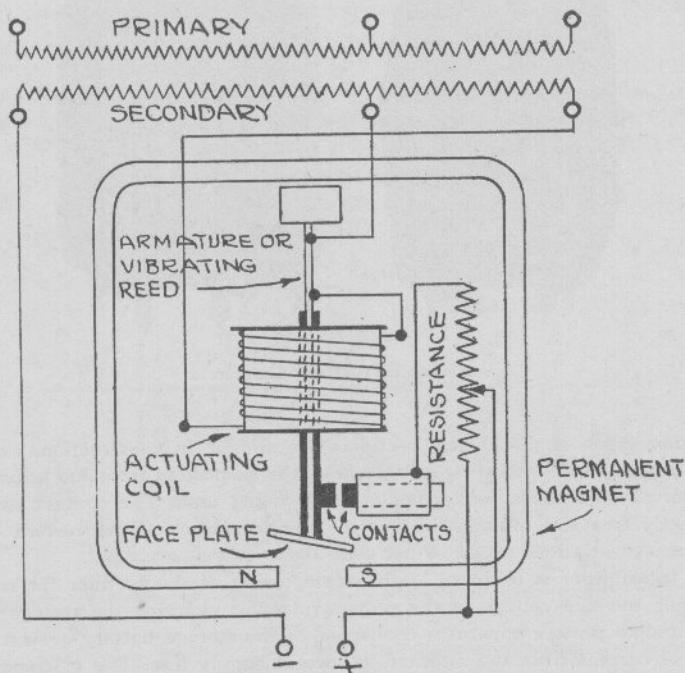 PRIMARY
SECONDARY
ARMATURE OR
VIBRATING
REED
RESISTANCE
ACTUATING
COIL
PERMANENT
MAGNET
CONTACTS
FACE PLATE
N
S
-
+